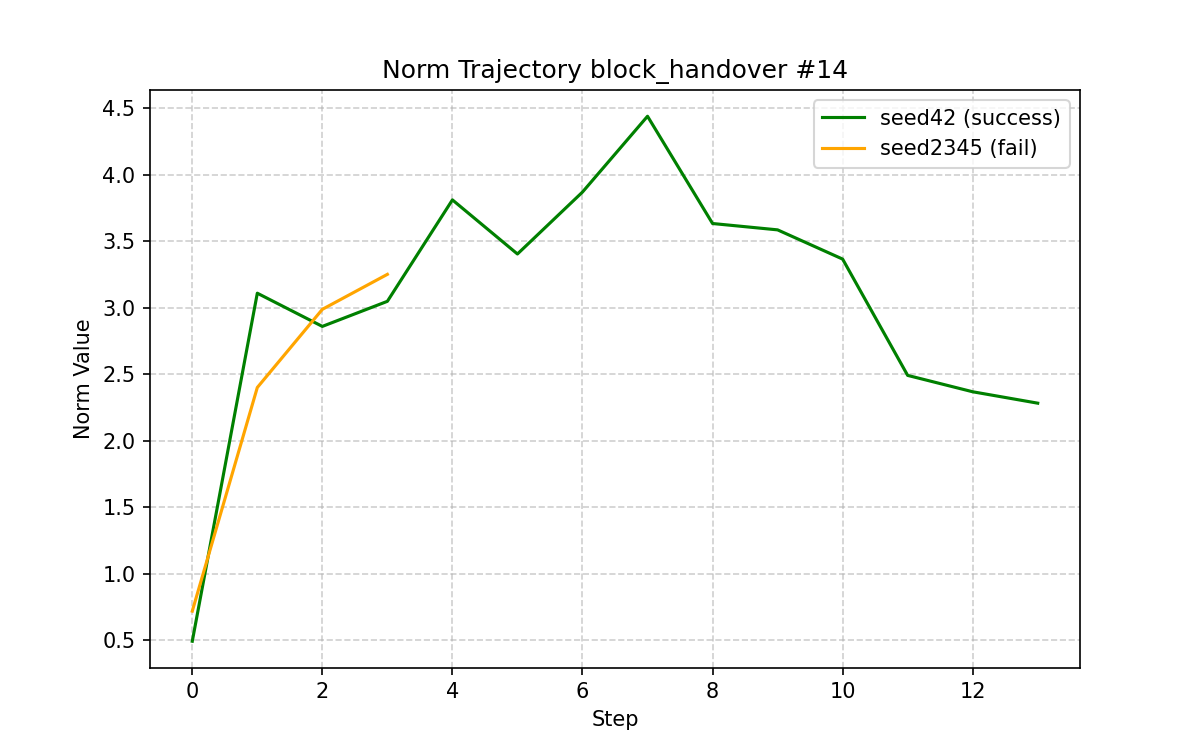 Norm Trajectory block_handover #14
seed42 (success)
seed2345 (fail)
Norm Value
4.5
4.0
3.5
3.0
2.5
2.0
1.5
1.0
0.5
0 2 4 6 8 10 12
Step